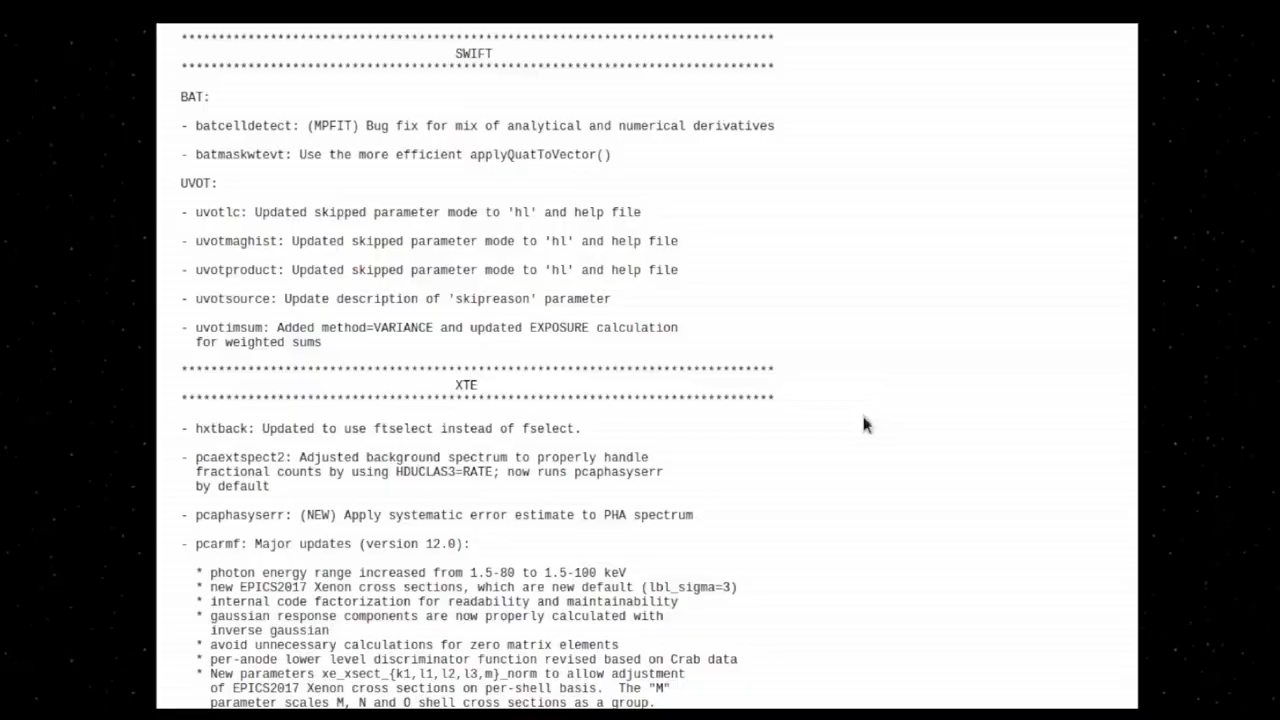 ********************************************************************************
SWIFT
********************************************************************************
BAT:
- batcelldetect: (MPFIT) Bug fix for mix of analytical and numerical derivatives
- batmaskwtevt: Use the more efficient applyQuatToVector()
UVOT:
- uvotlc: Updated skipped parameter mode to 'hl' and help file
- uvotmaghist: Updated skipped parameter mode to 'hl' and help file
- uvotproduct: Updated skipped parameter mode to 'hl' and help file
- uvotsource: Update description of 'skipreason' parameter
- uvotimsum: Added method=VARIANCE and updated EXPOSURE calculation
for weighted sums
********************************************************************************
XTE
********************************************************************************
- hxtback: Updated to use ftselect instead of fselect.
- pcaextspect2: Adjusted background spectrum to properly handle
fractional counts by using HDUCLAS3=RATE; now runs pcaphasyserr
by default
- pcaphasyserr: (NEW) Apply systematic error estimate to PHA spectrum
- pcarmf: Major updates (version 12.0):
* photon energy range increased from 1.5-80 to 1.5-100 keV
* new EPICS2017 Xenon cross sections, which are new default (lbl_sigma=3)
* internal code factorization for readability and maintainability
* gaussian response components are now properly calculated with
inverse gaussian
* avoid unnecessary calculations for zero matrix elements
* per-anode lower level discriminator function revised based on Crab data
* New parameters xe_xsect_{k1,l1,l2,l3,m}_norm to allow adjustment
of EPICS2017 Xenon cross sections on per-shell basis.  The "M"
parameter scales M, N and O shell cross sections as a group.